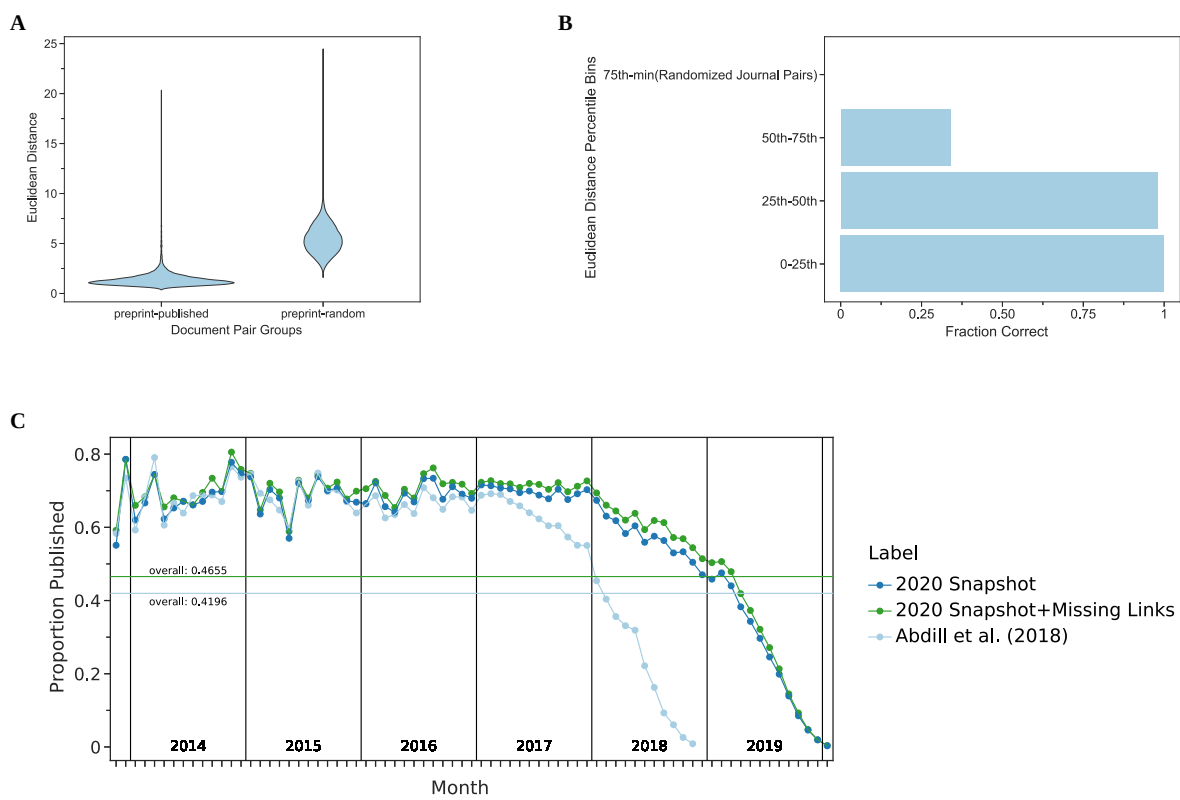 A
Euclidean Distance
25
20
15
10
5
0
preprint-published
preprint-random
Document Pair Groups
B
Euclidean Distance Percentile Bins
75th-min(Randomized Journal Pairs)
50th-75th
25th-50th
0-25th
0
0.25
0.50
0.75
1
Fraction Correct
C
Proportion Published
0.8
0.6
0.4
0.2
0
overall: 0.4655
overall: 0.4196
2014
2015
2016
2017
2018
2019
Month
Label
2020 Snapshot
2020 Snapshot+Missing Links
Abdill et al. (2018)